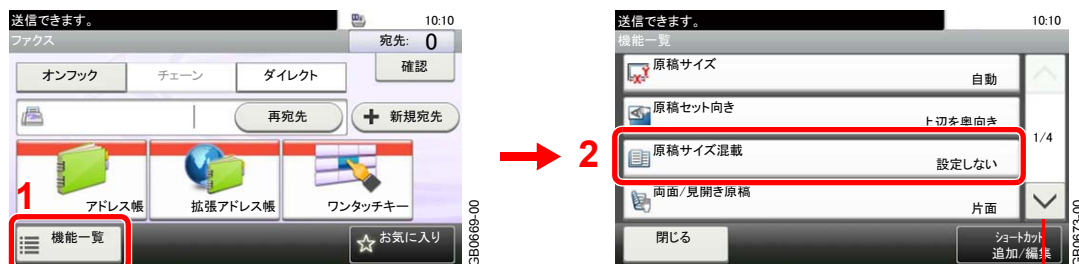 送信できます。 10:10
ファクス 宛先: 0
オンフック チェーン ダイレクト 確認
再宛先 新規宛先
1
アドレス帳 拡張アドレス帳 ワンタッチキー
機能一覧 お気に入り
GB0669-00
2
送信できます。 10:10
機能一覧
原稿サイズ
自動
原稿セット向き
上辺を奥向き
1/4
原稿サイズ混載
設定しない
両面/見開き原稿
片面
閉じる ショートカット
追加/編集
GB0673-00